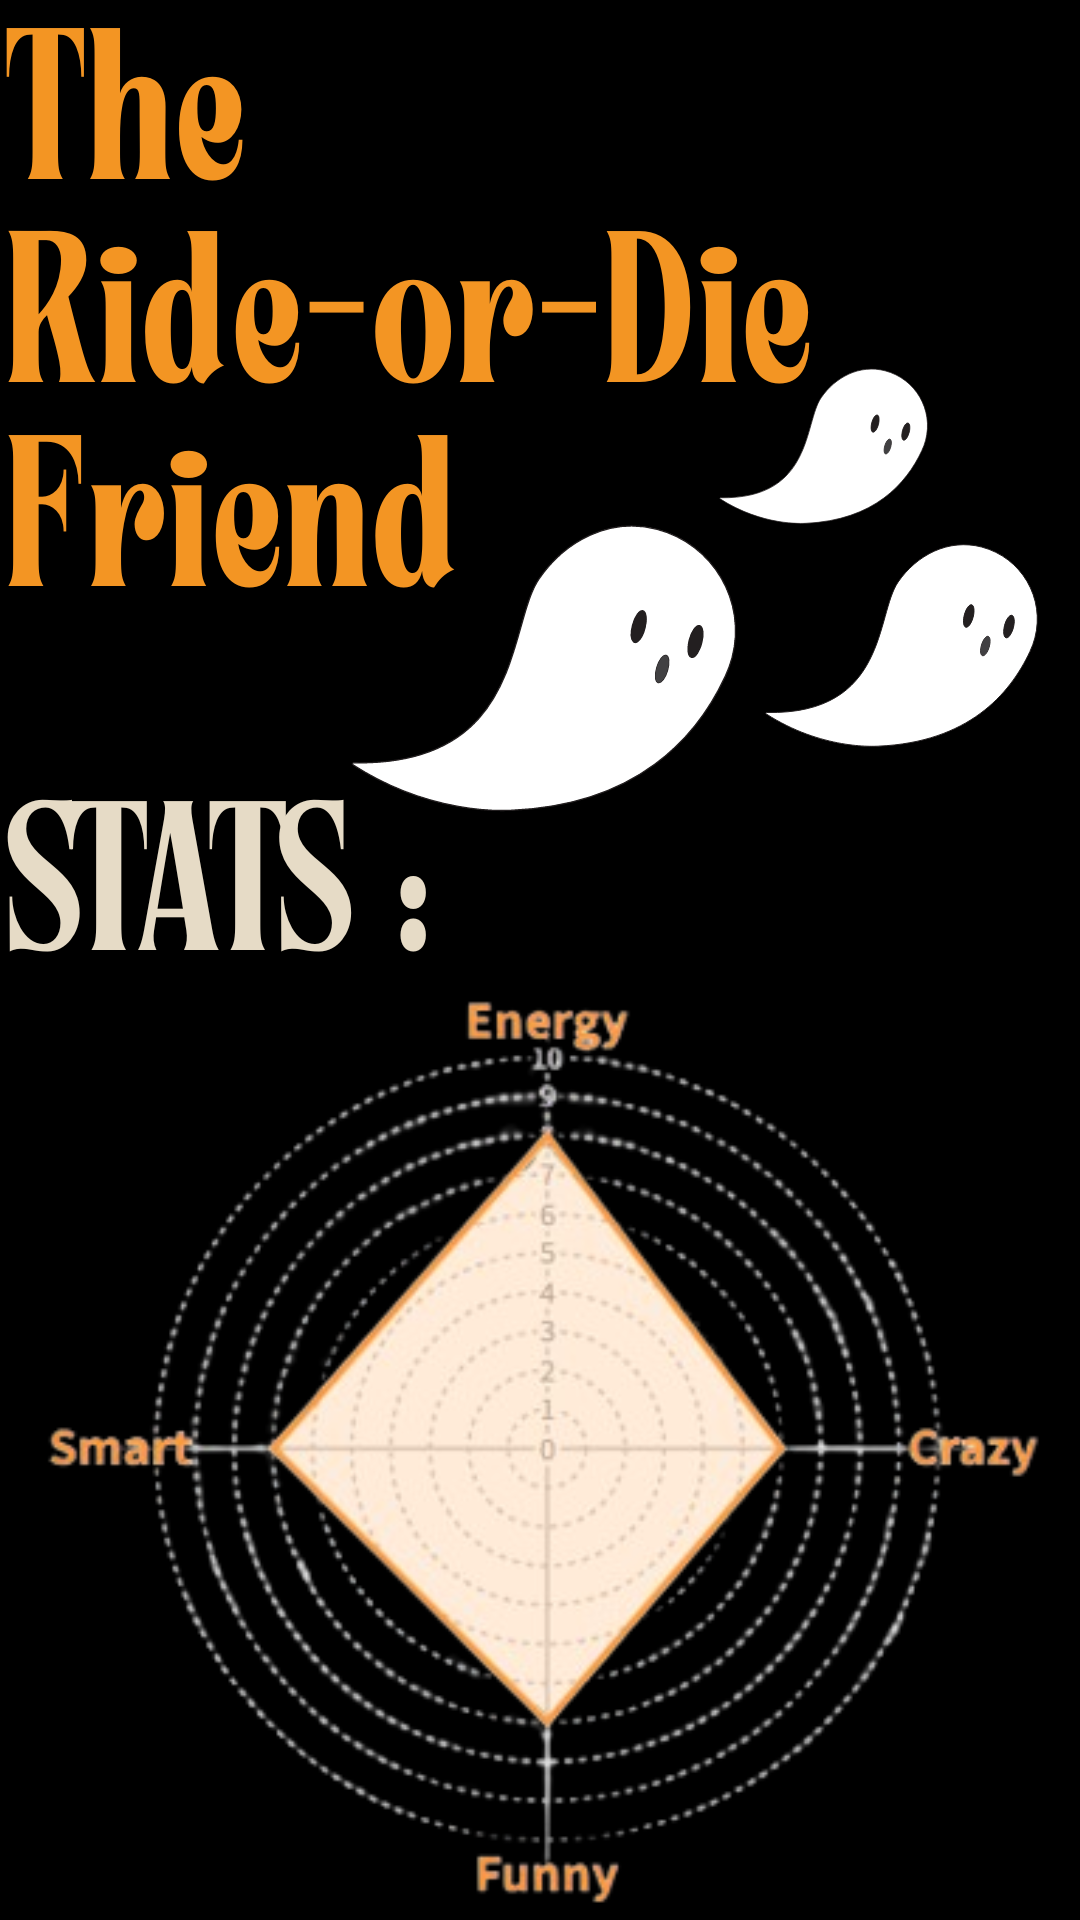 The
Ride-or-Die
Friend
STATS :
Energy
10
9
7
6
5
4
3
2
1
0
Smart
Crazy
Funny